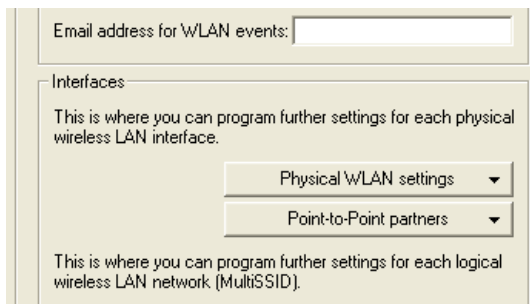 Email address for WLAN events:
Interfaces
This is where you can program further settings for each physical
wireless LAN interface.
Physical WLAN settings
Point-to-Point partners
This is where you can program further settings for each logical
wireless LAN network (MultiSSID).